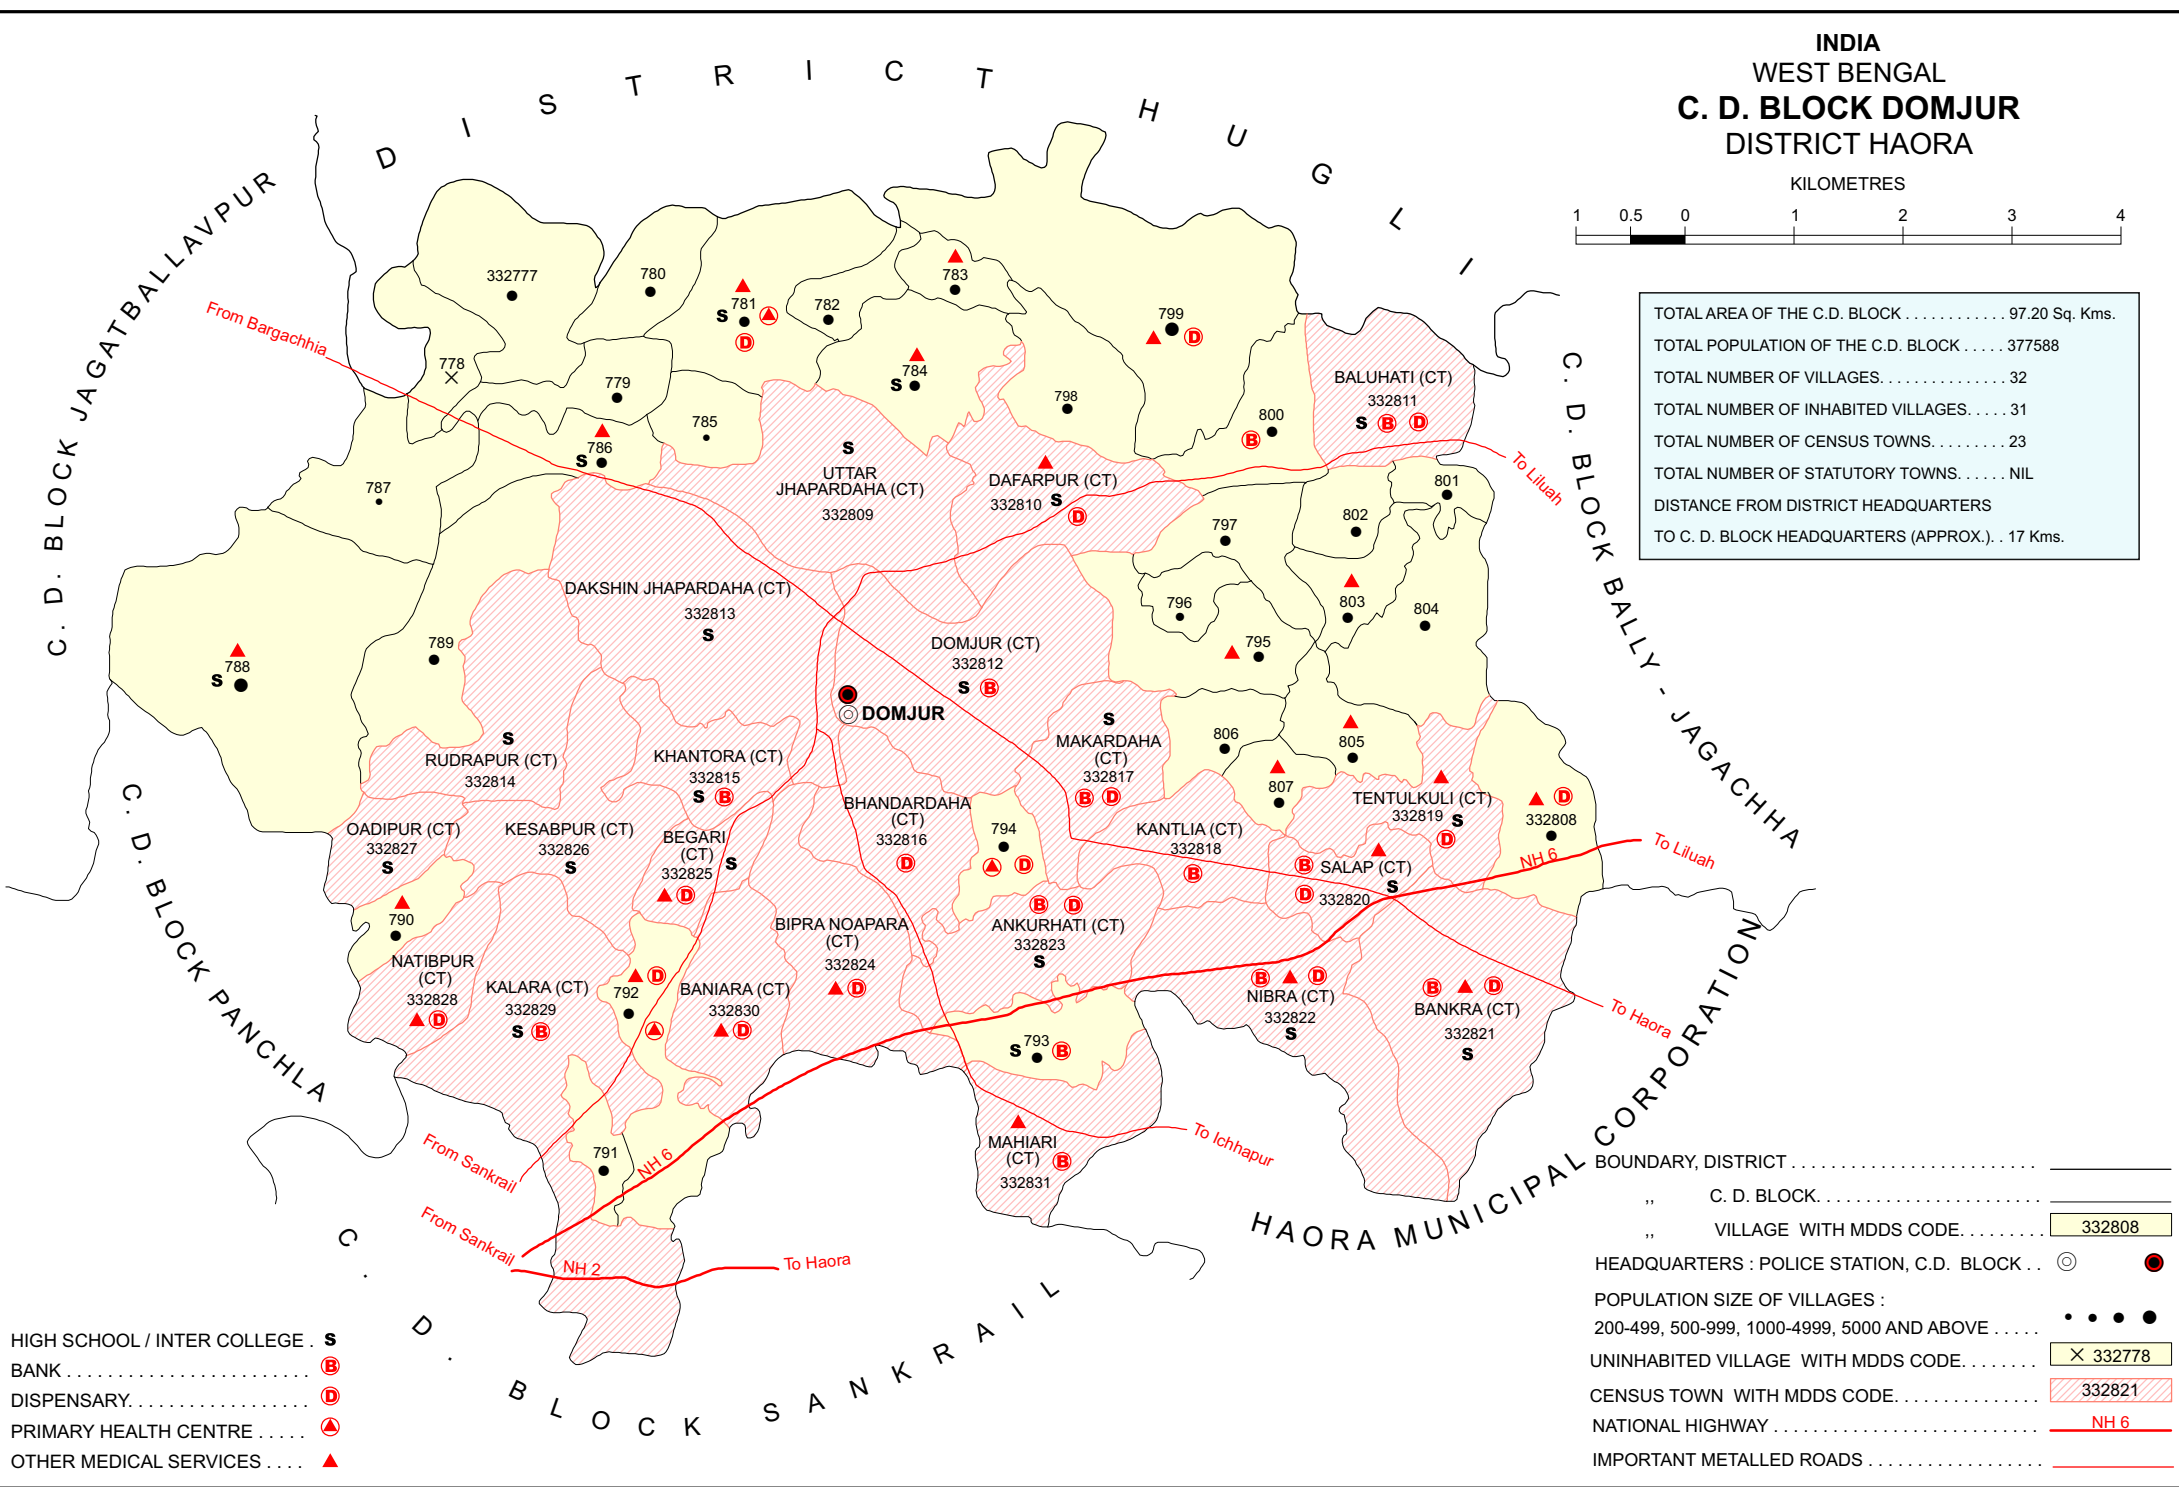 INDIA
WEST BENGAL
C. D. BLOCK DOMJUR
DISTRICT HAORA
KILOMETRES
1 0.5 0 1 2 3 4
TOTAL AREA OF THE C.D. BLOCK . . . . . . . . . . . . 97.20 Sq. Kms.
TOTAL POPULATION OF THE C.D. BLOCK . . . . . 377588
TOTAL NUMBER OF VILLAGES. . . . . . . . . . . . . . . 32
TOTAL NUMBER OF INHABITED VILLAGES. . . . . 31
TOTAL NUMBER OF CENSUS TOWNS. . . . . . . . . 23
TOTAL NUMBER OF STATUTORY TOWNS. . . . . . NIL
DISTANCE FROM DISTRICT HEADQUARTERS
TO C. D. BLOCK HEADQUARTERS (APPROX.). . 17 Kms.
DISTRICT HUGLI
C. D. BLOCK JAGATBALLAVPUR
C. D. BLOCK BALLY - JAGACHHA
C. D. BLOCK PANCHLA
C. D. BLOCK SANKRAIL
HAORA MUNICIPAL CORPORATION
From Bargachhia
332777
778
780
779
781
S
D
782
783
784
S
785
786
S
787
788
S
789
799
D
798
800
B
BALUHATI (CT)
332811
S B D
To Liluah
S
UTTAR
JHAPARDAHA (CT)
332809
DAFARPUR (CT)
332810 S
D
801
802
797
796
795
803
804
DAKSHIN JHAPARDAHA (CT)
332813
S
DOMJUR (CT)
332812
S B
DOMJUR
S
RUDRAPUR (CT)
332814
KHANTORA (CT)
332815
S B
S
MAKARDAHA
(CT)
332817
B D
806
805
807
TENTULKULI (CT)
332819 S
D
D
332808
To Liluah
NH 6
OADIPUR (CT)
332827
S
KESABPUR (CT)
332826
S
BEGARI
(CT)
332825
S
D
BHANDARDAHA
(CT)
332816
D
794
D
KANTLIA (CT)
332818
B
B
SALAP (CT)
S
D
332820
790
NATIBPUR
(CT)
332828
D
KALARA (CT)
332829
S B
D
792
BANIARA (CT)
332830
D
BIPRA NOAPARA
(CT)
332824
D
B D
ANKURHATI (CT)
332823
S
B D
NIBRA (CT)
332822
S
B D
BANKRA (CT)
332821
S
To Haora
S 793 B
MAHIARI
(CT) B
332831
To Ichhapur
791
From Sankrail
NH 6
From Sankrail
NH 2
To Haora
HIGH SCHOOL / INTER COLLEGE . S
BANK . . . . . . . . . . . . . . . . . . . . . . . . B
DISPENSARY. . . . . . . . . . . . . . . . . . D
PRIMARY HEALTH CENTRE . . . . .
OTHER MEDICAL SERVICES . . . .
BOUNDARY, DISTRICT . . . . . . . . . . . . . . . . . . . . . . . . .
,, C. D. BLOCK. . . . . . . . . . . . . . . . . . . . . . .
,, VILLAGE WITH MDDS CODE. . . . . . . . . 332808
HEADQUARTERS : POLICE STATION, C.D. BLOCK . .
POPULATION SIZE OF VILLAGES :
200-499, 500-999, 1000-4999, 5000 AND ABOVE . . . . .
UNINHABITED VILLAGE WITH MDDS CODE. . . . . . . . 332778
CENSUS TOWN WITH MDDS CODE. . . . . . . . . . . . . . . 332821
NATIONAL HIGHWAY . . . . . . . . . . . . . . . . . . . . . . . . . . . NH 6
IMPORTANT METALLED ROADS . . . . . . . . . . . . . . . . . .